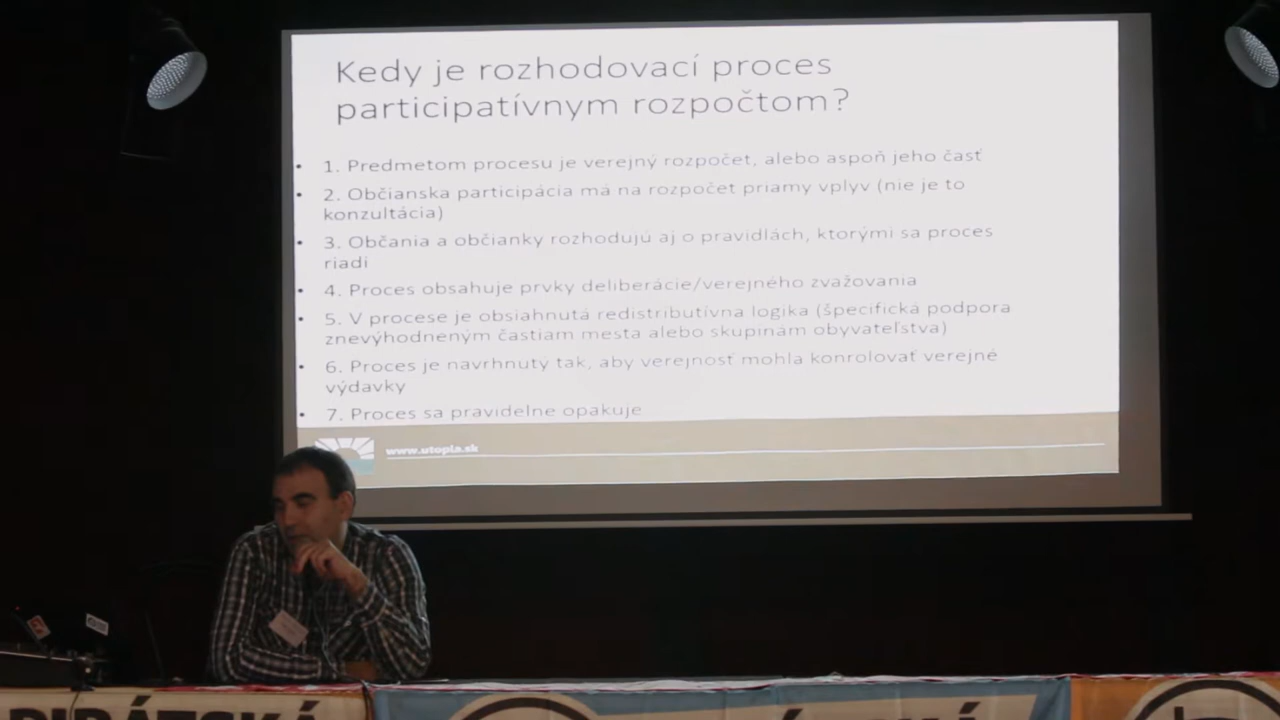 Kedy je rozhodovací proces
participatívnym rozpočtom?
• 1. Predmetom procesu je verejný rozpočet, alebo aspoň jeho časť
• 2. Občianska participácia má na rozpočet priamy vplyv (nie je to
konzultácia)
• 3. Občania a občianky rozhodujú aj o pravidlách, ktorými sa proces
riadi
• 4. Proces obsahuje prvky deliberácie/verejného zvažovania
• 5. V procese je obsiahnutá redistributívna logika (špecifická podpora
znevýhodneným častiam mesta alebo skupinám obyvateľstva)
• 6. Proces je navrhnutý tak, aby verejnosť mohla konrolovať verejné
výdavky
• 7. Proces sa pravidelne opakuje
www.utopia.sk
PIRÁTSKÁ